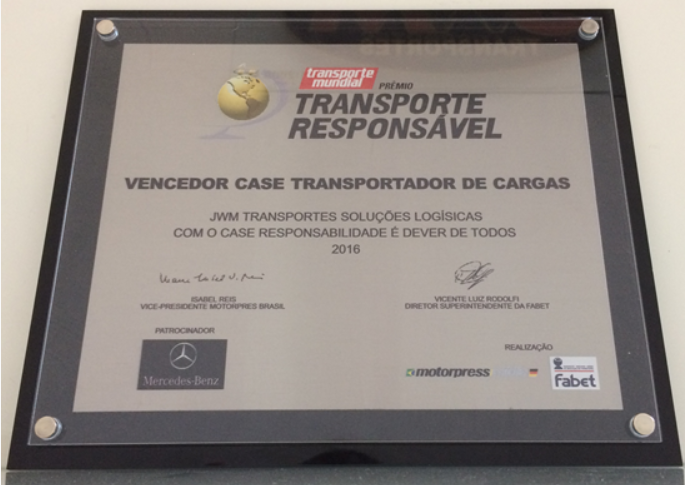 TRANSPORTES
transporte
mundial
PRÊMIO
TRANSPORTE
RESPONSÁVEL
VENCEDOR CASE TRANSPORTADOR DE CARGAS
JWM TRANSPORTES SOLUÇÕES LOGÍSICAS
COM O CASE RESPONSABILIDADE É DEVER DE TODOS
2016
ISABEL REIS
VICE-PRESIDENTE MOTORPRES BRASIL
VICENTE LUIZ RODOLFI
DIRETOR SUPERINTENDENTE DA FABET
PATROCINADOR
Mercedes-Benz
REALIZAÇÃO
motorpress
fabet